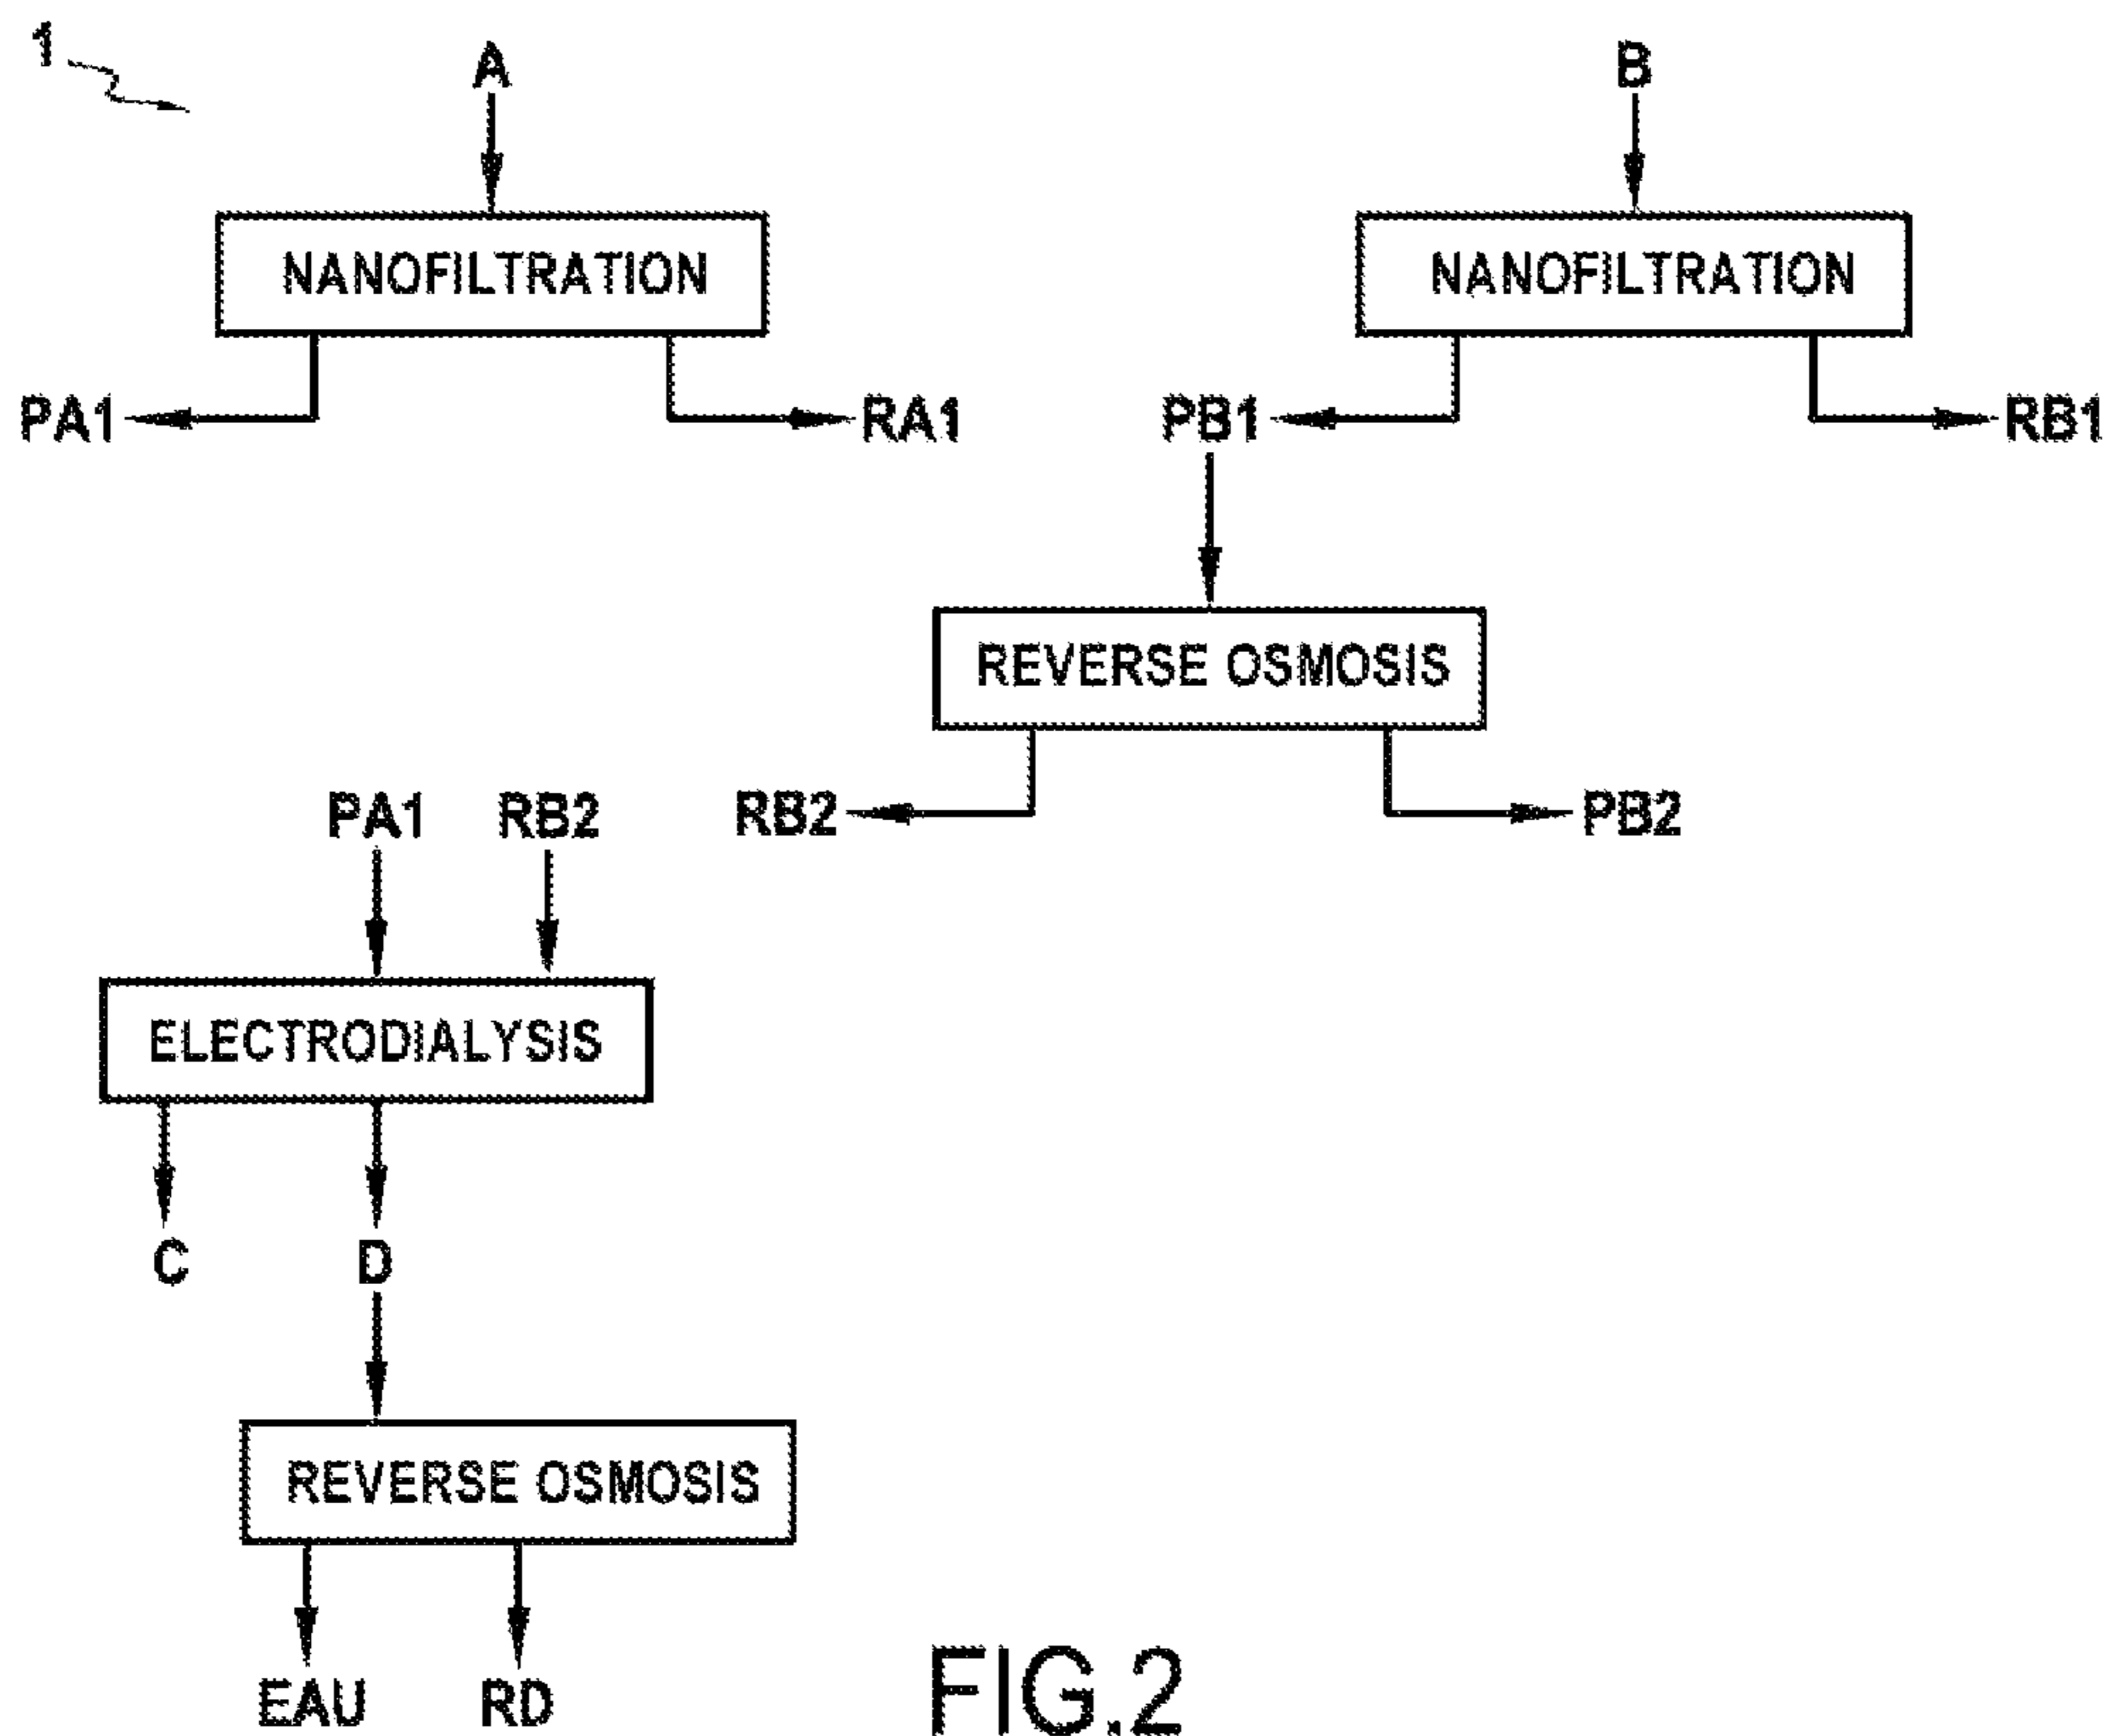 1
A
B
NANOFILTRATION
NANOFILTRATION
PA1
RA1
PB1
RB1
REVERSE OSMOSIS
PA1
RB2
RB2
PB2
ELECTRODIALYSIS
C
D
REVERSE OSMOSIS
EAU
RD
FIG.2